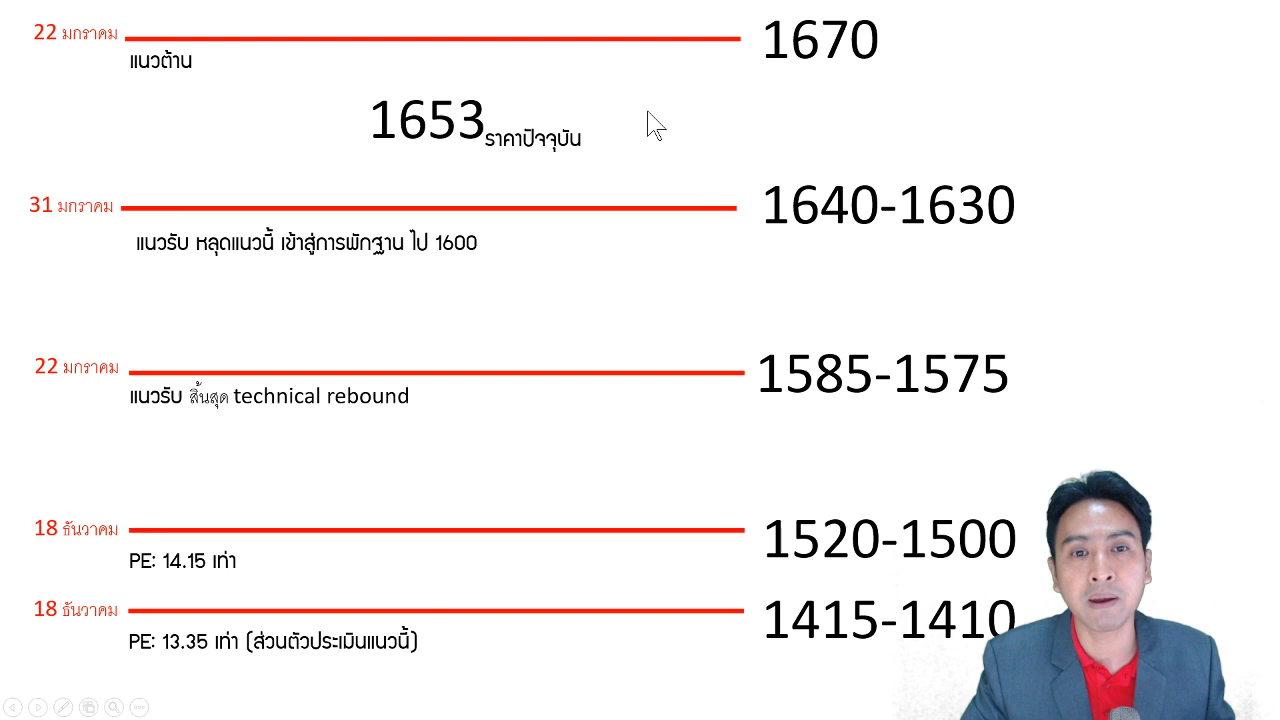 22 มกราคม 1670
แนวต้าน
1653 ราคาปัจจุบัน
31 มกราคม 1640-1630
แนวรับ หลุดแนวนี้ เข้าสู่การพักฐาน ไป 1600
22 มกราคม 1585-1575
แนวรับ สิ้นสุด technical rebound
18 ธันวาคม 1520-1500
PE: 14.15 เท่า
18 ธันวาคม 1415-1410
PE: 13.35 เท่า (ส่วนตัวประเมินแนวนี้)